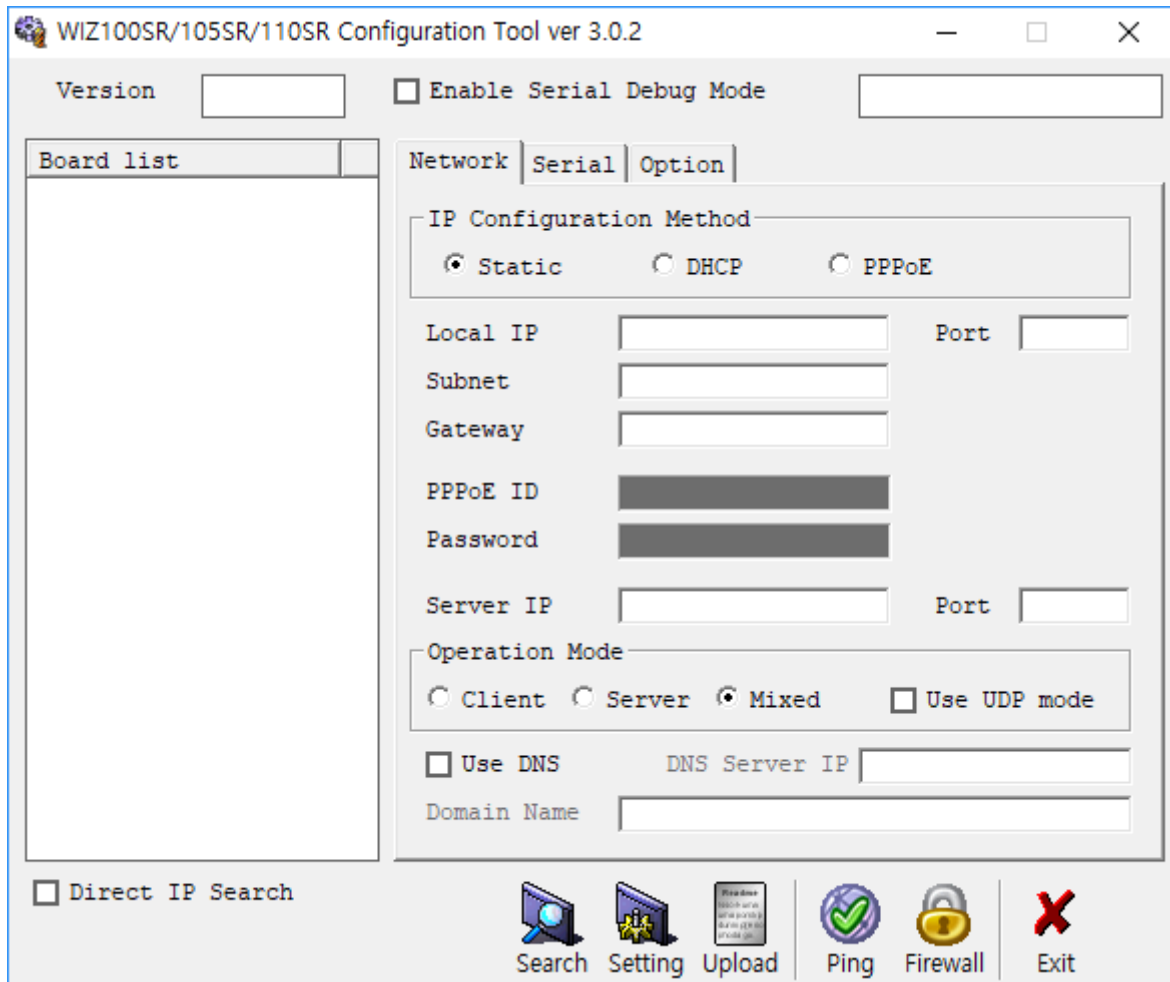 WIZ100SR/105SR/110SR Configuration Tool ver 3.0.2
Version
Enable Serial Debug Mode
Board list
Network Serial Option
IP Configuration Method
Static DHCP PPPoE
Local IP Port
Subnet
Gateway
PPPoE ID
Password
Server IP Port
Operation Mode
Client Server Mixed Use UDP mode
Use DNS DNS Server IP
Domain Name
Direct IP Search
Readme
Search Setting Upload Ping Firewall Exit